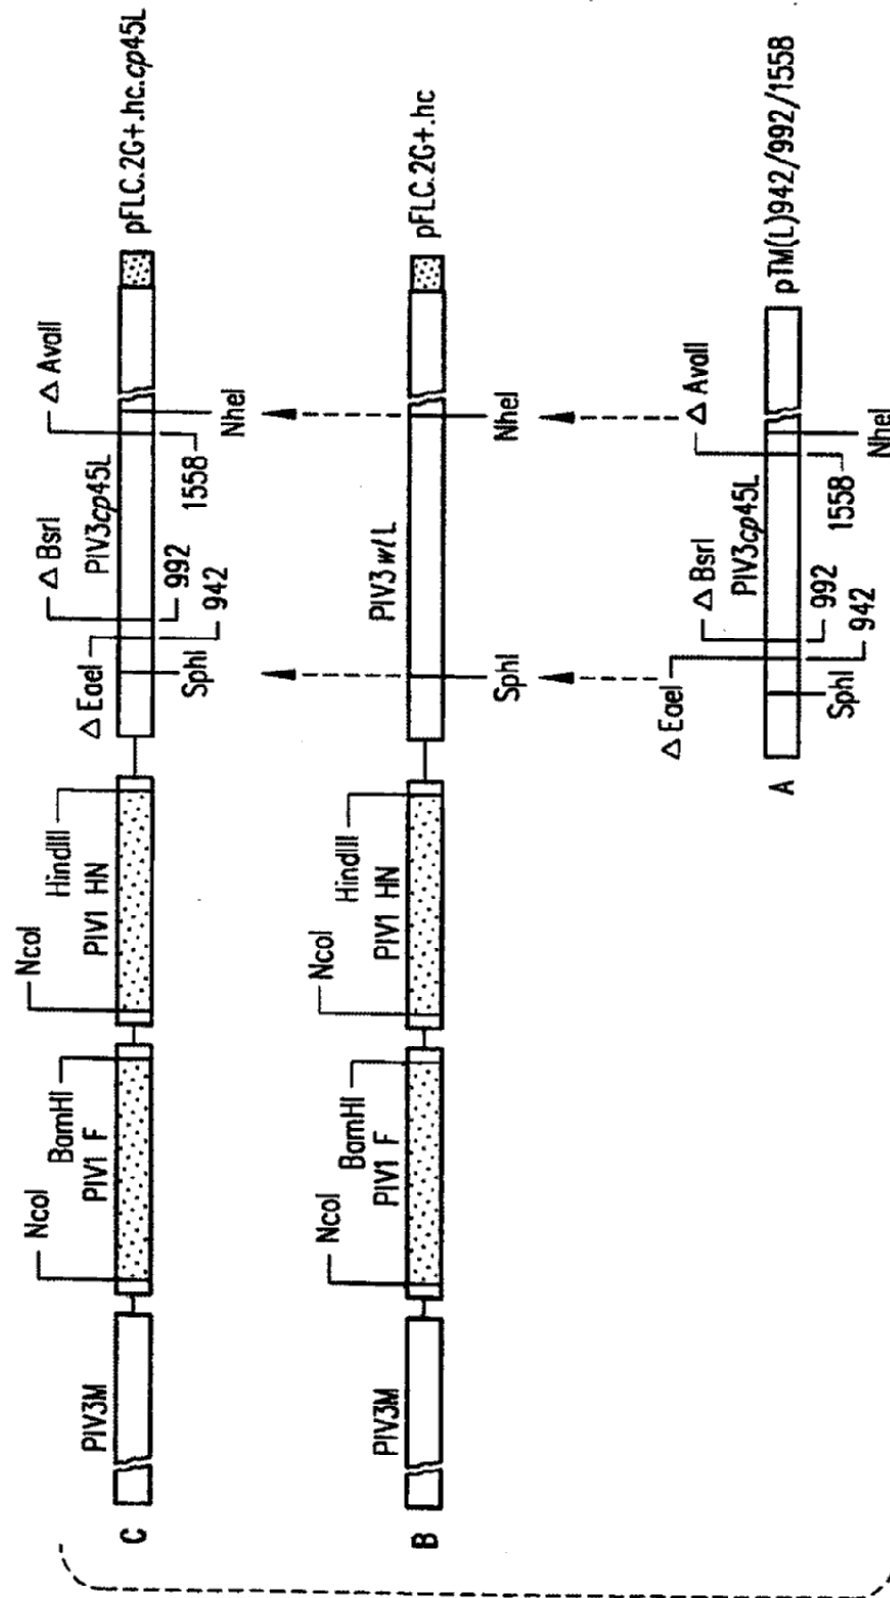 NcoI
NcoI
Δ BsrI
Δ AvaII
BamHI
HindIII
Δ EaeI
PIV3M
PIV1 F
PIV1 HN
PIV3cp45L
C
pFLC.2G+.hc.cp45L
992
1558
SphI
942
NheI
NcoI
NcoI
BamHI
HindIII
PIV3M
PIV1 F
PIV1 HN
PIV3wt L
B
pFLC.2G+.hc
SphI
NheI
Δ EaeI
Δ BsrI
Δ AvaII
PIV3cp45L
A
pTM(L)942/992/1558
992
1558
SphI
942
NheI